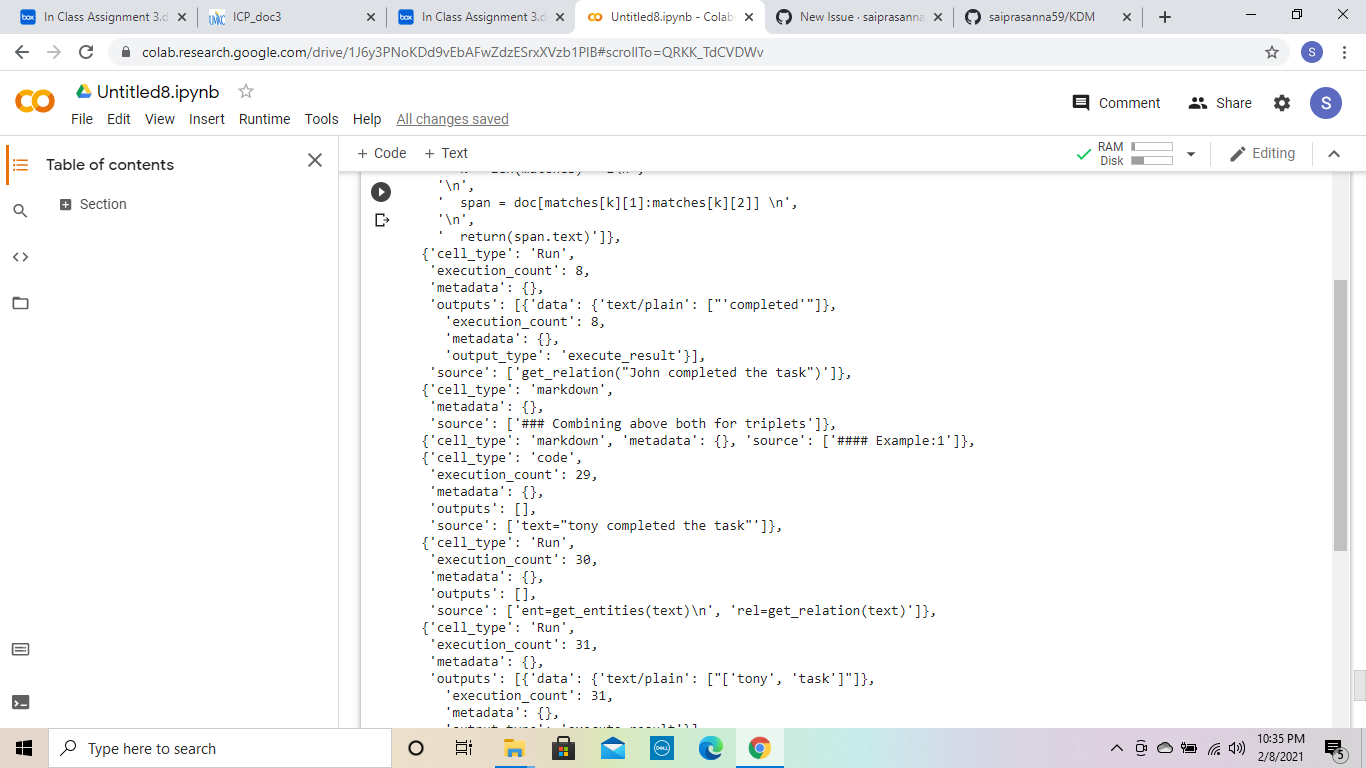 In Class Assignment 3.d
ICP_doc3
In Class Assignment 3.d
Untitled8.ipynb - Colab
New Issue · saiprasanna
saiprasanna59/KDM
colab.research.google.com/drive/1J6y3PNoKDd9vEbAFwZdzESrxXVzb1PlB#scrollTo=QRKK_TdCVDWv
S
Untitled8.ipynb
File Edit View Insert Runtime Tools Help All changes saved
Comment
Share
S
Table of contents
Section
+ Code + Text
RAM
Disk
Editing
'\n',
'  span = doc[matches[k][1]:matches[k][2]] \n',
'\n',
'  return(span.text)']},
{'cell_type': 'Run',
'execution_count': 8,
'metadata': {},
'outputs': [{'data': {'text/plain': ["'completed'"]},
'execution_count': 8,
'metadata': {},
'output_type': 'execute_result'}],
'source': ['get_relation("John completed the task")']},
{'cell_type': 'markdown',
'metadata': {},
'source': ['### Combining above both for triplets']},
{'cell_type': 'markdown', 'metadata': {}, 'source': ['#### Example:1']},
{'cell_type': 'code',
'execution_count': 29,
'metadata': {},
'outputs': [],
'source': ['text="tony completed the task"']},
{'cell_type': 'Run',
'execution_count': 30,
'metadata': {},
'outputs': [],
'source': ['ent=get_entities(text)\n', 'rel=get_relation(text)']},
{'cell_type': 'Run',
'execution_count': 31,
'metadata': {},
'outputs': [{'data': {'text/plain': ["['tony', 'task']"]},
'execution_count': 31,
'metadata': {},
Type here to search
DELL
10:35 PM
2/8/2021
5